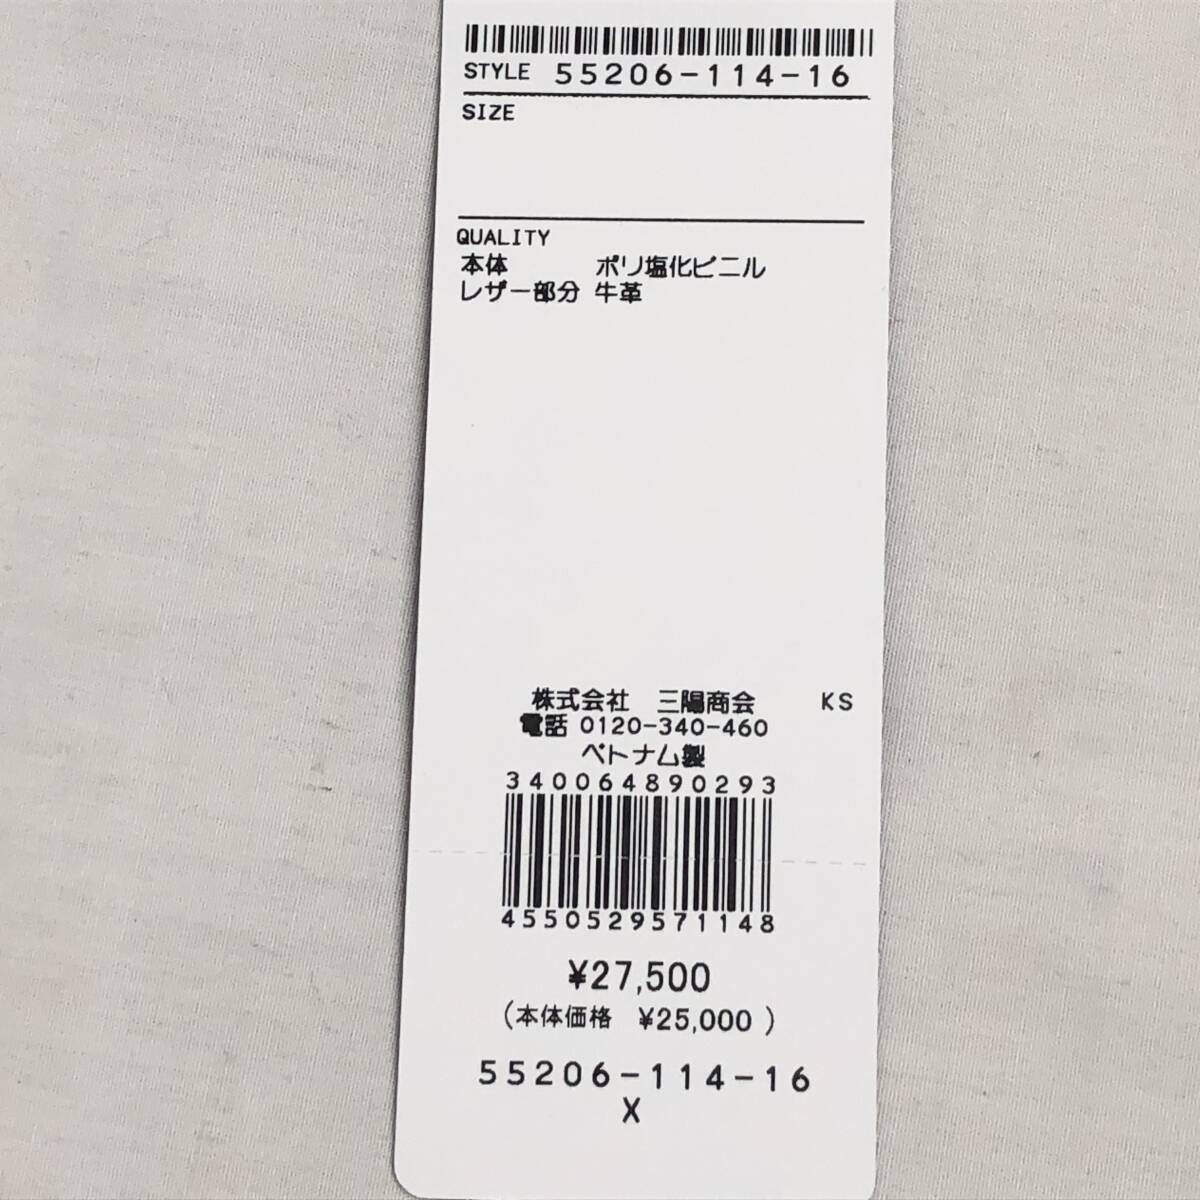 STYLE 55206-114-16
SIZE
QUALITY
本体 ポリ塩化ビニル
レザー部分 牛革
株式会社 三陽商会 KS
電話 0120-340-460
ベトナム製
340064890293
4550529571148
¥27,500
(本体価格 ¥25,000 )
55206-114-16
X